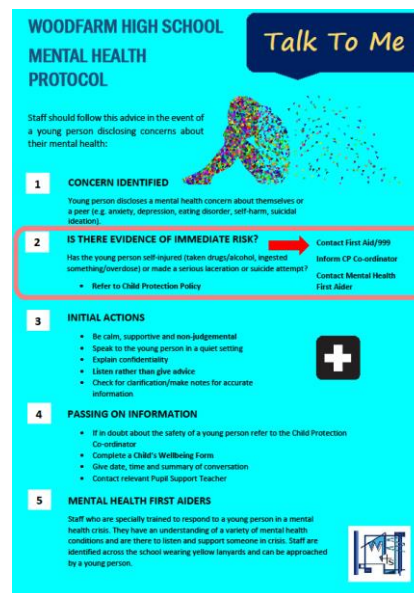 WOODFARM HIGH SCHOOL
MENTAL HEALTH
PROTOCOL
Talk To Me
Staff should follow this advice in the event of
a young person disclosing concerns about
their mental health:
1
CONCERN IDENTIFIED
Young person discloses a mental health concern about themselves or
a peer (e.g. anxiety, depression, eating disorder, self-harm, suicidal
ideation).
2
IS THERE EVIDENCE OF IMMEDIATE RISK?
Has the young person self-injured (taken drugs/alcohol, ingested
something/overdose) or made a serious laceration or suicide attempt?
• Refer to Child Protection Policy
Contact First Aid/999
Inform CP Co-ordinator
Contact Mental Health
First Aider
3
INITIAL ACTIONS
• Be calm, supportive and non-judgemental
• Speak to the young person in a quiet setting
• Explain confidentiality
• Listen rather than give advice
• Check for clarification/make notes for accurate
information
4
PASSING ON INFORMATION
• If in doubt about the safety of a young person refer to the Child Protection
Co-ordinator
• Complete a Child's Wellbeing Form
• Give date, time and summary of conversation
• Contact relevant Pupil Support Teacher
5
MENTAL HEALTH FIRST AIDERS
Staff who are specially trained to respond to a young person in a mental
health crisis. They have an understanding of a variety of mental health
conditions and are there to listen and support someone in crisis. Staff are
identified across the school wearing yellow lanyards and can be approached
by a young person.